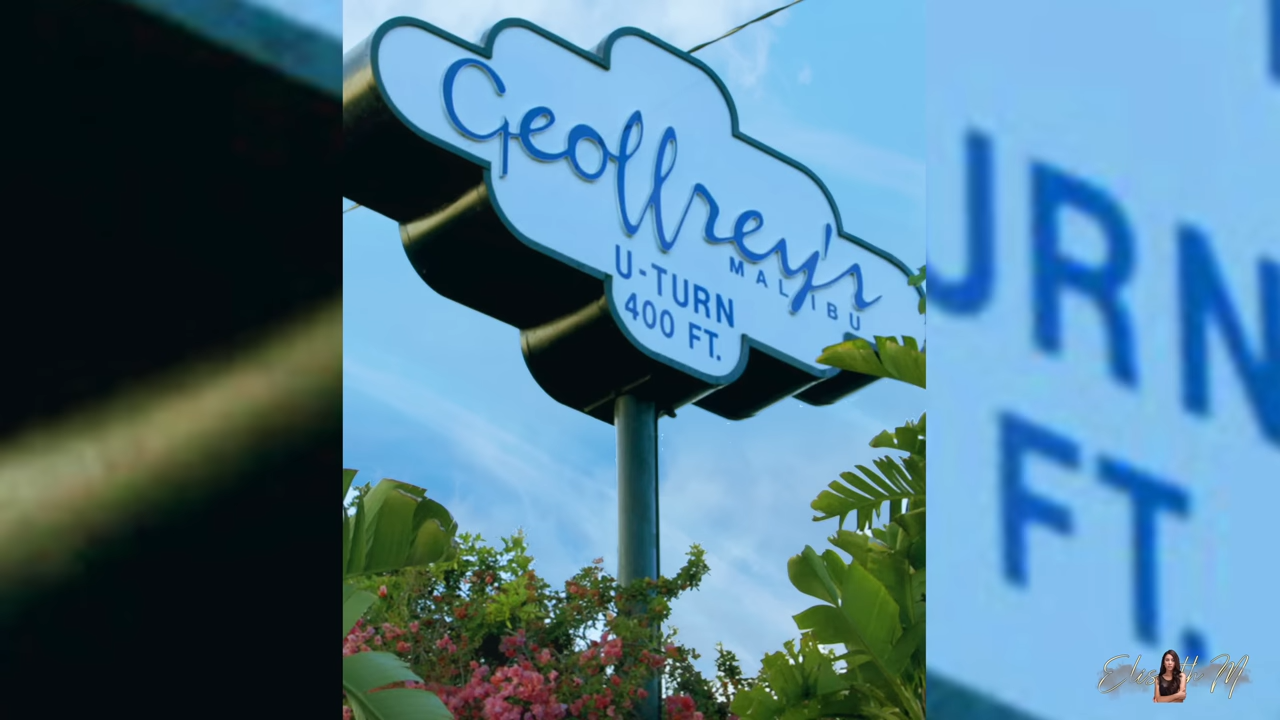 Geoffrey's
MALIBU
U-TURN
400 FT.
URN
FT.